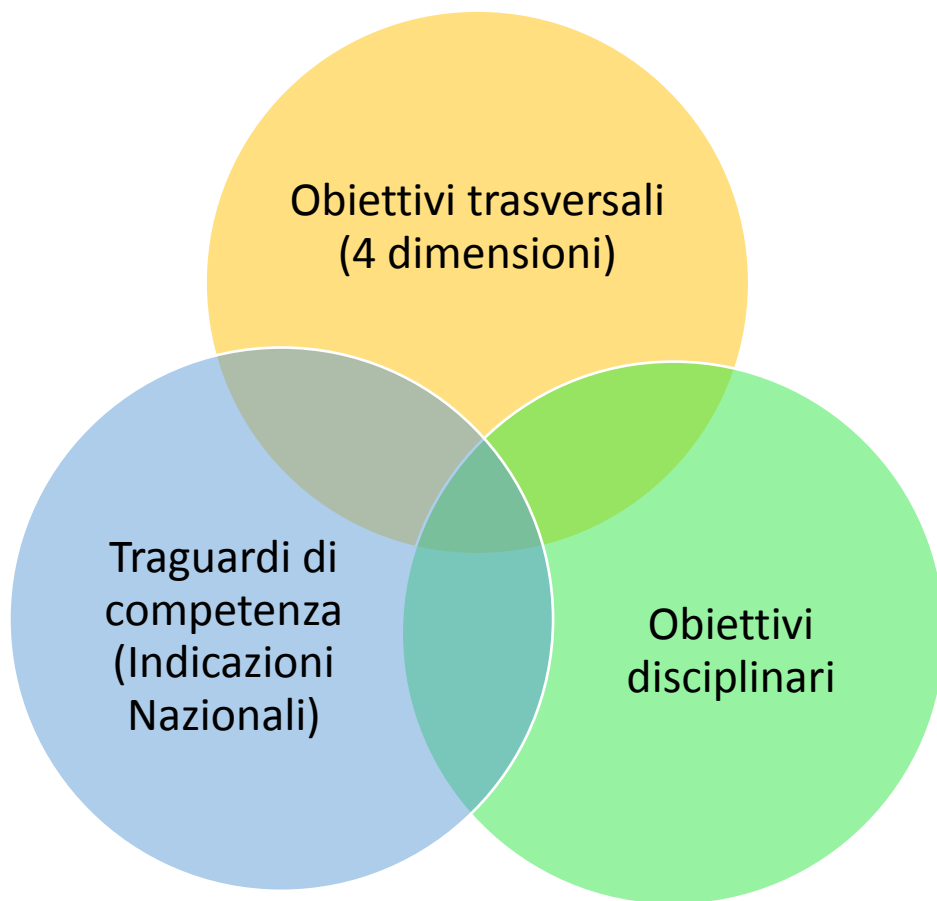 Obiettivi trasversali
(4 dimensioni)
Traguardi di
competenza
(Indicazioni
Nazionali)
Obiettivi
disciplinari